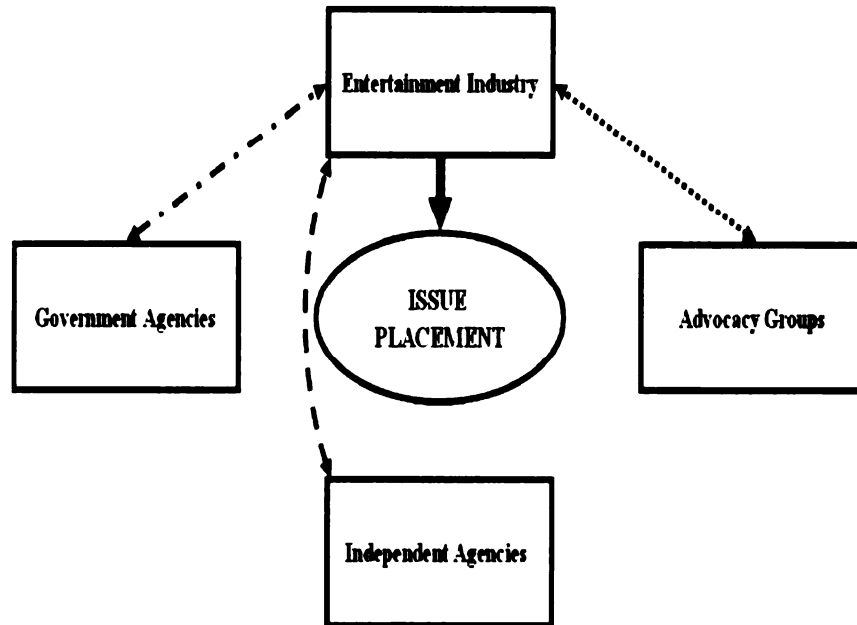 Entertainment Industry
Government Agencies
ISSUE
PLACEMENT
Advocacy Groups
Independent Agencies